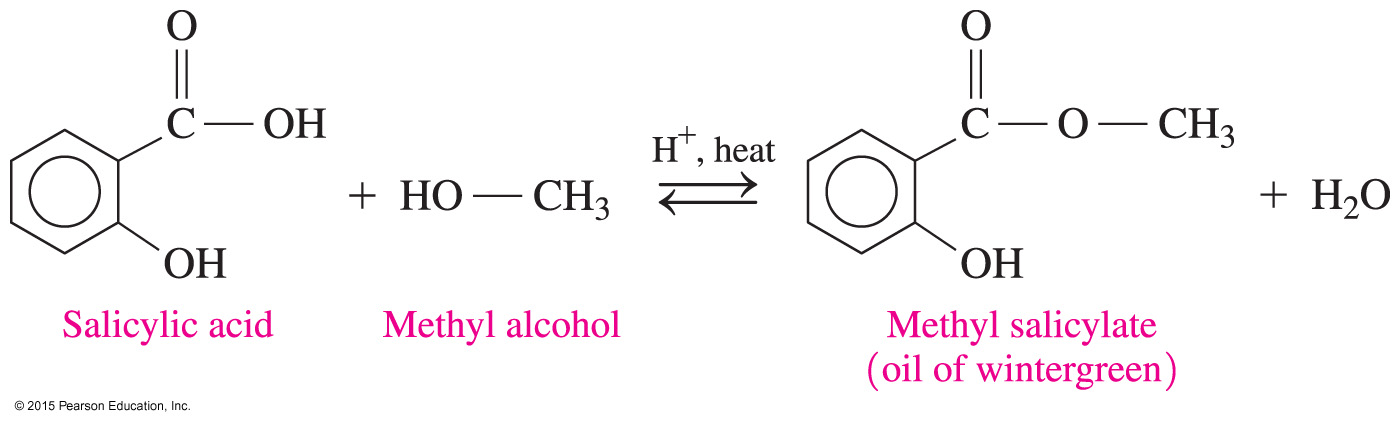 O
C — OH
OH
+ HO — CH₃
H⁺, heat
O
C — O — CH₃
OH
+ H₂O
Salicylic acid
Methyl alcohol
Methyl salicylate
(oil of wintergreen)
© 2015 Pearson Education, Inc.